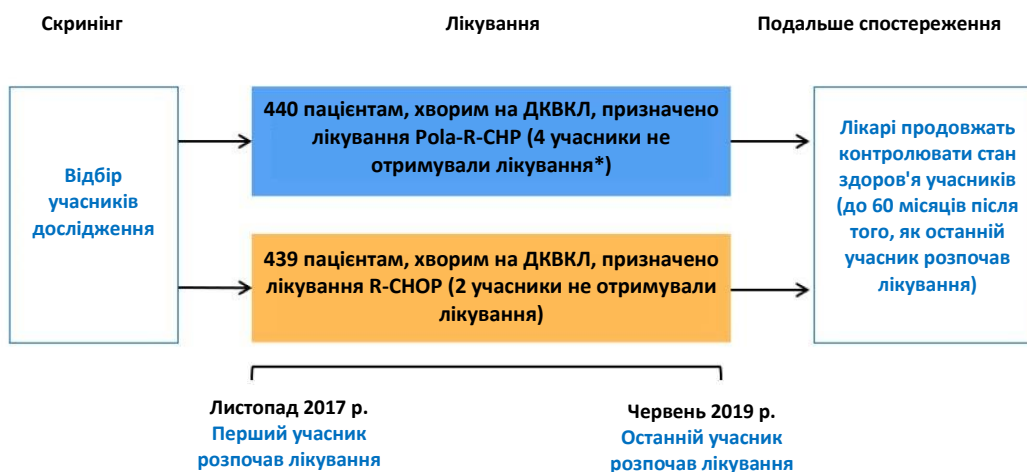 Скринінг
Лікування
Подальше спостереження
Відбір
учасників
дослідження
440 пацієнтам, хворим на ДКВКЛ, призначено
лікування Pola-R-CHP (4 учасники не
отримували лікування*)
439 пацієнтам, хворим на ДКВКЛ, призначено
лікування R-CHOP (2 учасники не отримували
лікування)
Лікарі продовжать
контролювати стан
здоров'я учасників
(до 60 місяців після
того, як останній
учасник розпочав
лікування)
Листопад 2017 р.
Перший учасник
розпочав лікування
Червень 2019 р.
Останній учасник
розпочав лікування